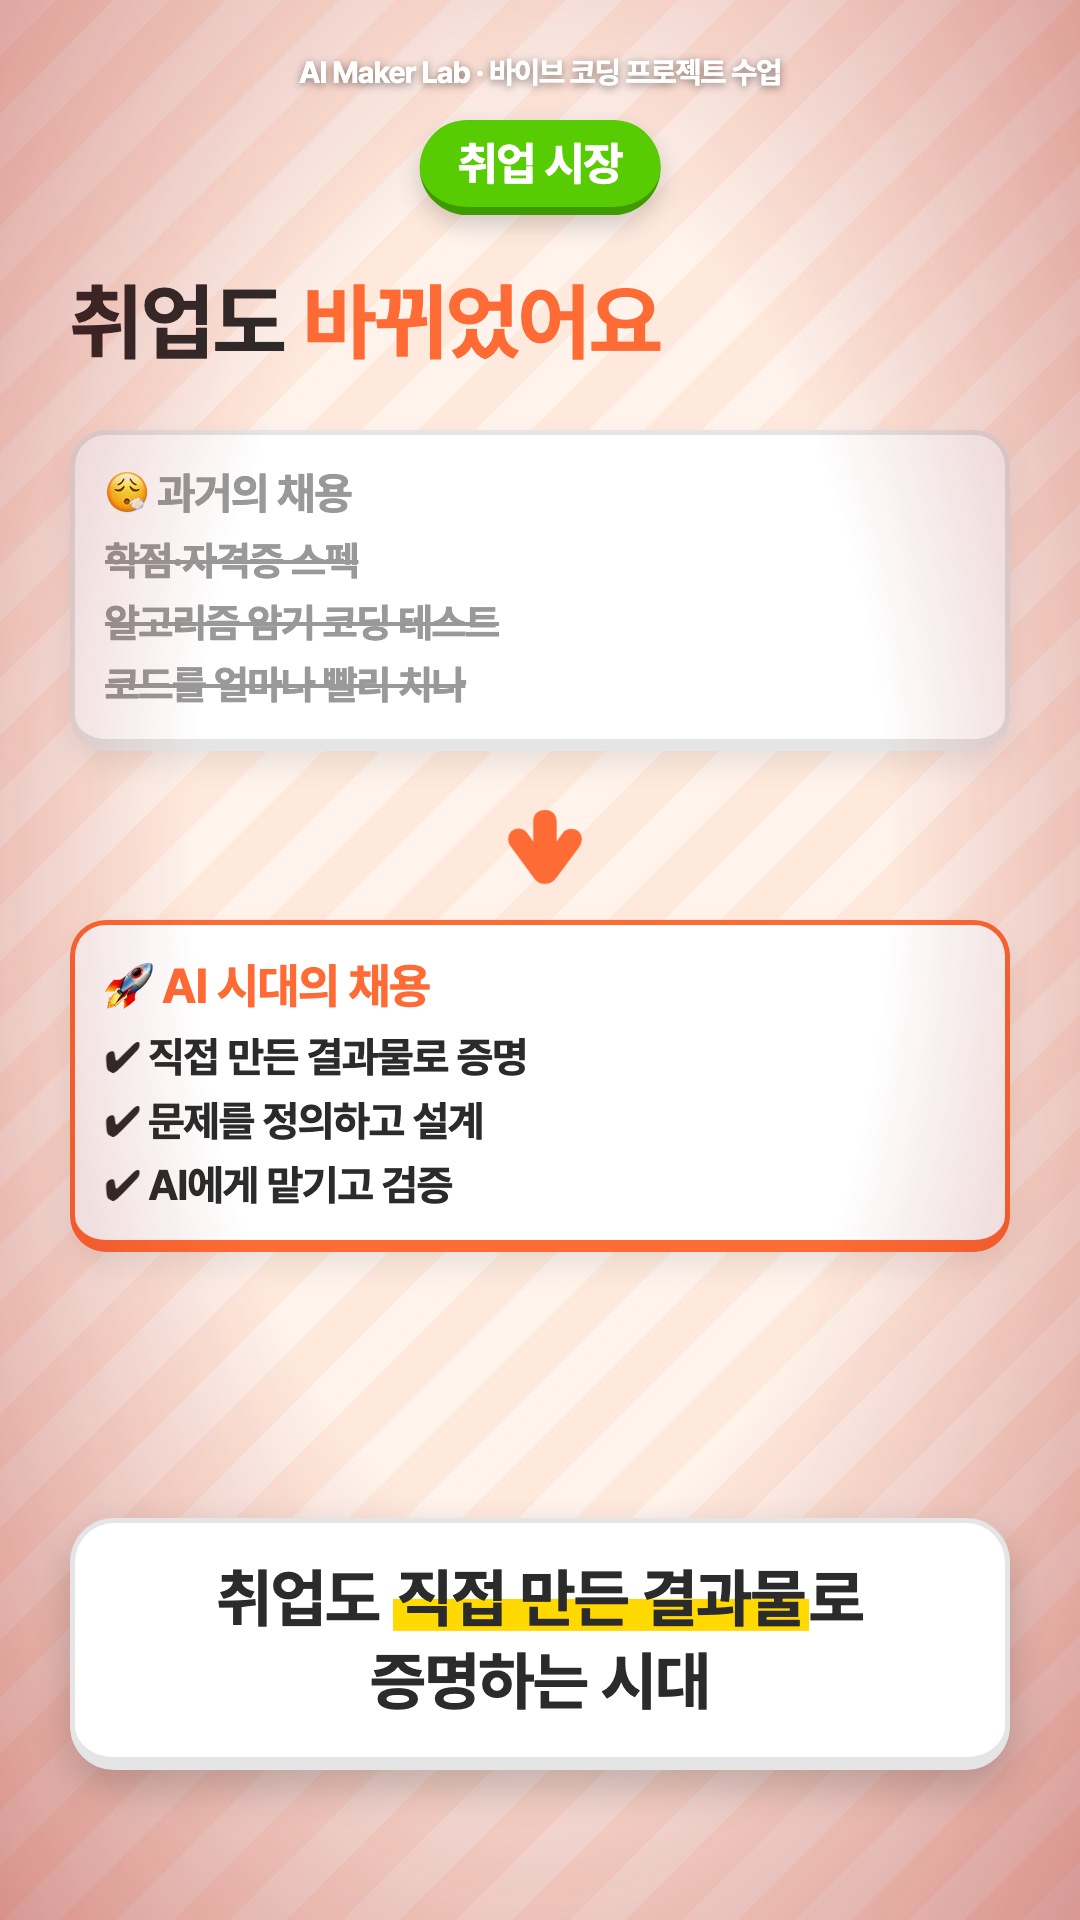 AI Maker Lab · 바이브 코딩 프로젝트 수업
취업 시장
취업도 바뀌었어요
과거의 채용
학점·자격증 스펙
알고리즘 암기 코딩 테스트
코드를 얼마나 빨리 치나
AI 시대의 채용
✔ 직접 만든 결과물로 증명
✔ 문제를 정의하고 설계
✔ AI에게 맡기고 검증
취업도 직접 만든 결과물로
증명하는 시대